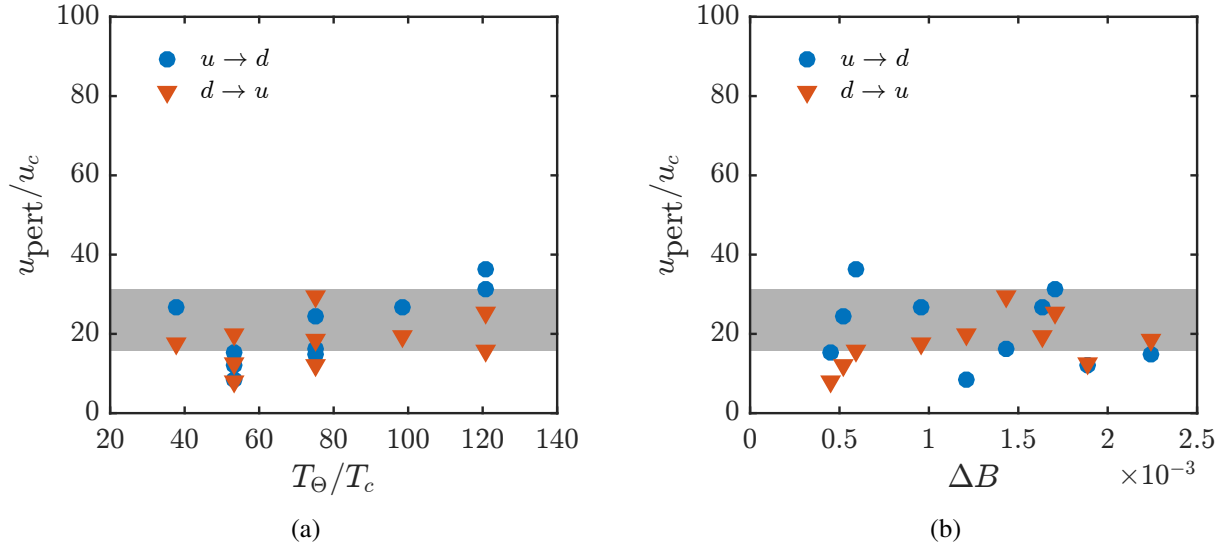 100
80
60
40
20
0
u_pert/u_c
u → d
d → u
20 40 60 80 100 120 140
T_Θ/T_c
(a)
100
80
60
40
20
0
u_pert/u_c
u → d
d → u
0 0.5 1 1.5 2 2.5
ΔB
×10⁻³
(b)